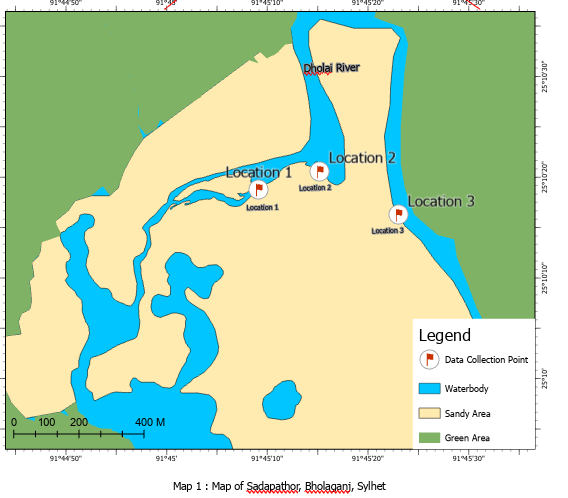 91°44'50" 91°45' 91°45'10" 91°45'20" 91°45'30"
Dholai River
25°10'30"
Location 2
Location 1
25°10'20"
Location 2
Location 3
Location 1
Location 3
25°10'10"
Legend
Data Collection Point
25°10'
Waterbody
Sandy Area
0 100 200 400 M
Green Area
91°44'50" 91°45' 91°45'10" 91°45'20" 91°45'30"
Map 1 : Map of Sadapathor, Bholaganj, Sylhet